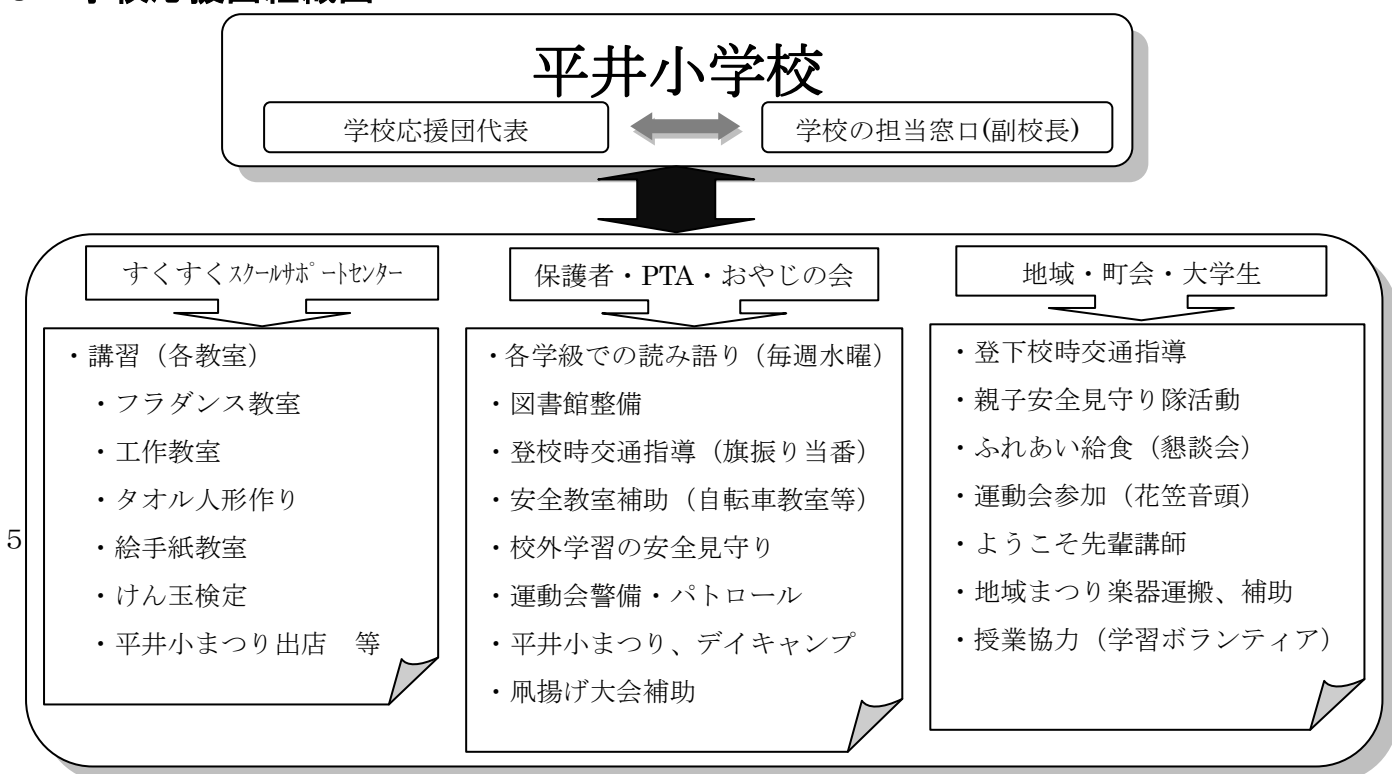 平井小学校
学校応援団代表
学校の担当窓口(副校長)
すくすくスクールサポートセンター
・講習（各教室）
・フラダンス教室
・工作教室
・タオル人形作り
・絵手紙教室
・けん玉検定
・平井小まつり出店　等
保護者・PTA・おやじの会
・各学級での読み語り（毎週水曜）
・図書館整備
・登校時交通指導（旗振り当番）
・安全教室補助（自転車教室等）
・校外学習の安全見守り
・運動会警備・パトロール
・平井小まつり、デイキャンプ
・凧揚げ大会補助
地域・町会・大学生
・登下校時交通指導
・親子安全見守り隊活動
・ふれあい給食（懇談会）
・運動会参加（花笠音頭）
・ようこそ先輩講師
・地域まつり楽器運搬、補助
・授業協力（学習ボランティア）
5